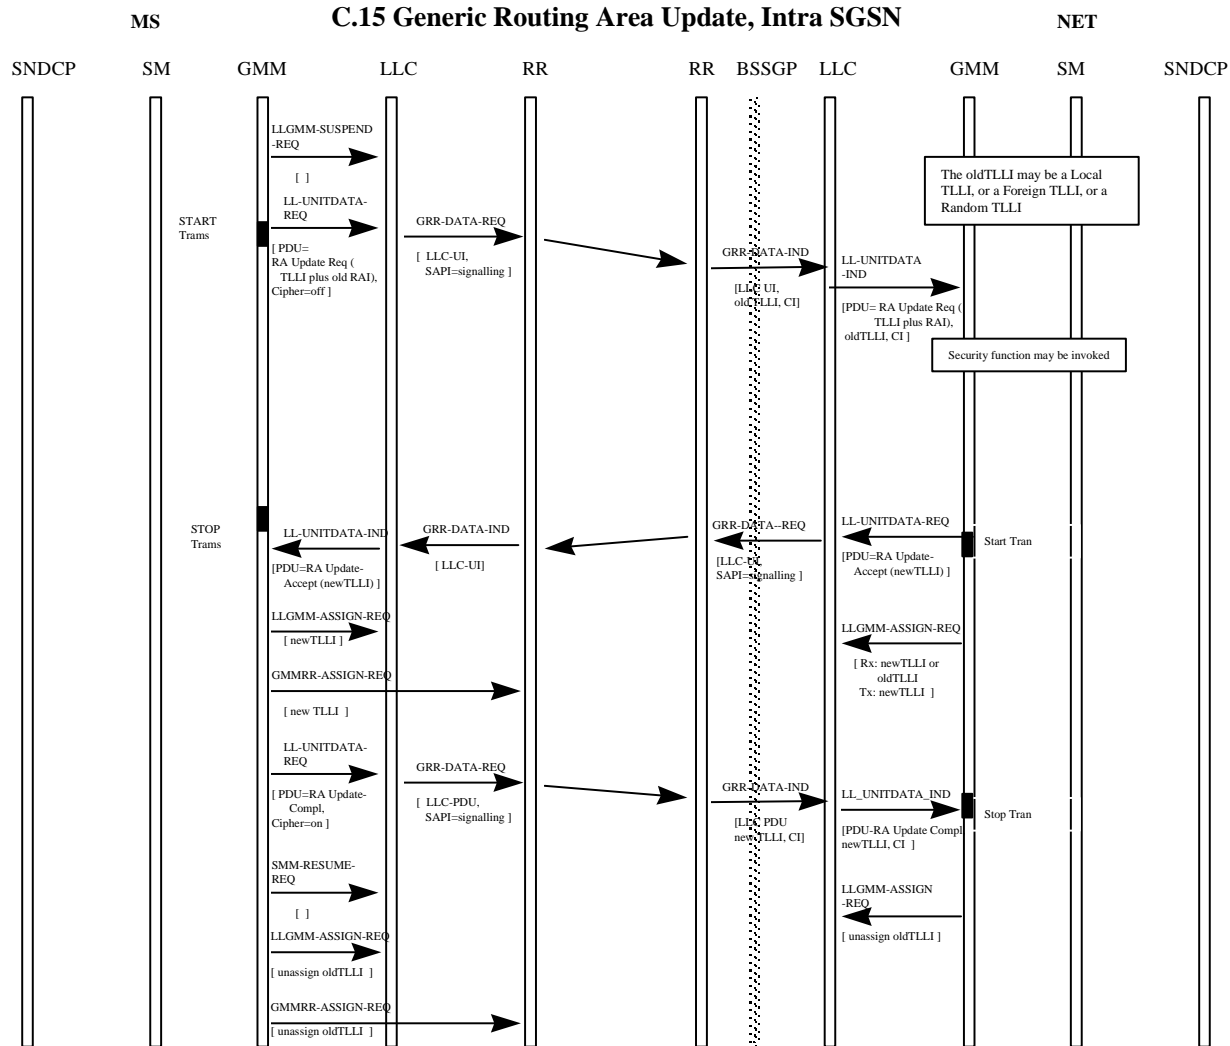 C.15 Generic Routing Area Update, Intra SGSN
MS
NET
SNDCP SM GMM LLC RR RR BSSGP LLC GMM SM SNDCP
LLGMM-SUSPEND
-REQ
[ ]
The oldTLLI may be a Local
TLLI, or a Foreign TLLI, or a
Random TLLI
START
Trams
LL-UNITDATA-
REQ
[ PDU=
RA Update Req (
TLLI plus old RAI),
Cipher=off ]
GRR-DATA-REQ
[ LLC-UI,
SAPI=signalling ]
GRR-DATA-IND
[LLC UI,
oldTLLI, CI]
LL-UNITDATA
-IND
[PDU= RA Update Req (
TLLI plus RAI),
oldTLLI, CI ]
Security function may be invoked
STOP
Trams
LL-UNITDATA-IND
[PDU=RA Update-
Accept (newTLLI) ]
GRR-DATA-IND
[ LLC-UI]
GRR-DATA--REQ
[LLC-UI,
SAPI=signalling ]
LL-UNITDATA-REQ
[PDU=RA Update-
Accept (newTLLI) ]
Start Tran
LLGMM-ASSIGN-REQ
[ newTLLI ]
LLGMM-ASSIGN-REQ
[ Rx: newTLLI or
oldTLLI
Tx: newTLLI ]
GMMRR-ASSIGN-REQ
[ new TLLI ]
LL-UNITDATA-
REQ
[ PDU=RA Update-
Compl,
Cipher=on ]
GRR-DATA-REQ
[ LLC-PDU,
SAPI=signalling ]
GRR-DATA-IND
[LLC PDU
newTLLI, CI]
LL_UNITDATA_IND
[PDU-RA Update Compl
newTLLI, CI ]
Stop Tran
SMM-RESUME-
REQ
[ ]
LLGMM-ASSIGN
-REQ
[ unassign oldTLLI ]
LLGMM-ASSIGN-REQ
[ unassign oldTLLI ]
GMMRR-ASSIGN-REQ
[ unassign oldTLLI ]